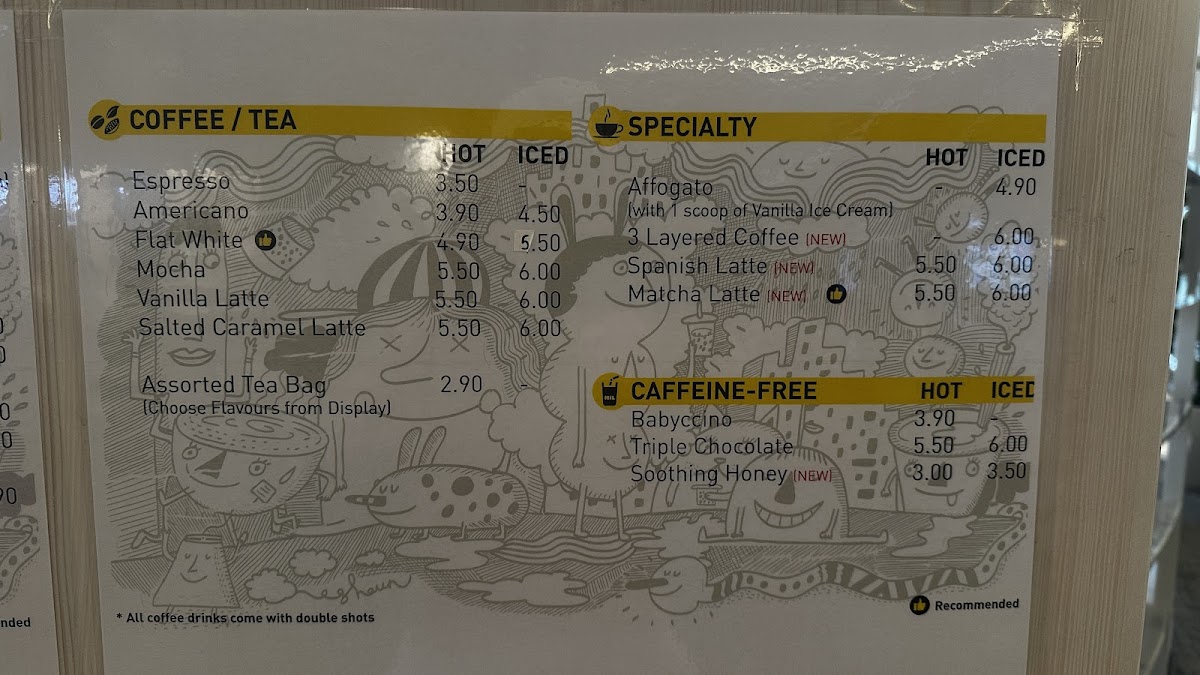 COFFEE / TEA
HOT ICED
Espresso 3.50 -
Americano 3.90 4.50
Flat White 4.90 5.50
Mocha 5.50 6.00
Vanilla Latte 5.50 6.00
Salted Caramel Latte 5.50 6.00
Assorted Tea Bag 2.90 -
(Choose Flavours from Display)
* All coffee drinks come with double shots
SPECIALTY
HOT ICED
Affogato - 4.90
(with 1 scoop of Vanilla Ice Cream)
3 Layered Coffee (NEW) - 6.00
Spanish Latte (NEW) 5.50 6.00
Matcha Latte (NEW) 5.50 6.00
CAFFEINE-FREE HOT ICED
Babyccino 3.90
Triple Chocolate 5.50 6.00
Soothing Honey (NEW) 3.00 3.50
Recommended